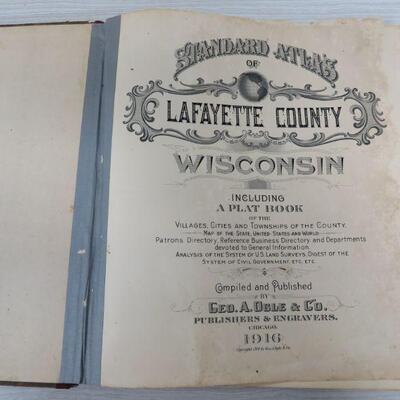 STANDARD ATLAS
OF
LAFAYETTE COUNTY
WISCONSIN
INCLUDING
A PLAT BOOK
OF THE
VILLAGES, CITIES AND TOWNSHIPS OF THE COUNTY.
MAP OF THE STATE, UNITED STATES AND WORLD.
Patrons Directory, Reference Business Directory and Departments
devoted to General Information.
ANALYSIS OF THE SYSTEM OF U.S. LAND SURVEYS, DIGEST OF THE
SYSTEM OF CIVIL GOVERNMENT, ETC. ETC.
Compiled and Published
BY
GEO. A. OGLE & CO.
PUBLISHERS & ENGRAVERS.
CHICAGO.
1916